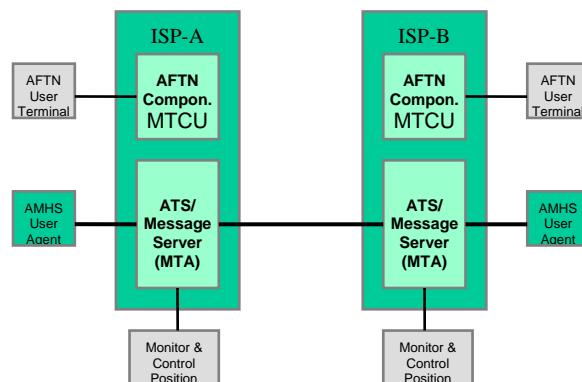 ISP-A
ISP-B
AFTN
User
Terminal
AFTN
Compon.
MTCU
AFTN
Compon.
MTCU
AFTN
User
Terminal
AMHS
User
Agent
ATS/
Message
Server
(MTA)
ATS/
Message
Server
(MTA)
AMHS
User
Agent
Monitor &
Control
Position
Monitor &
Control
Position